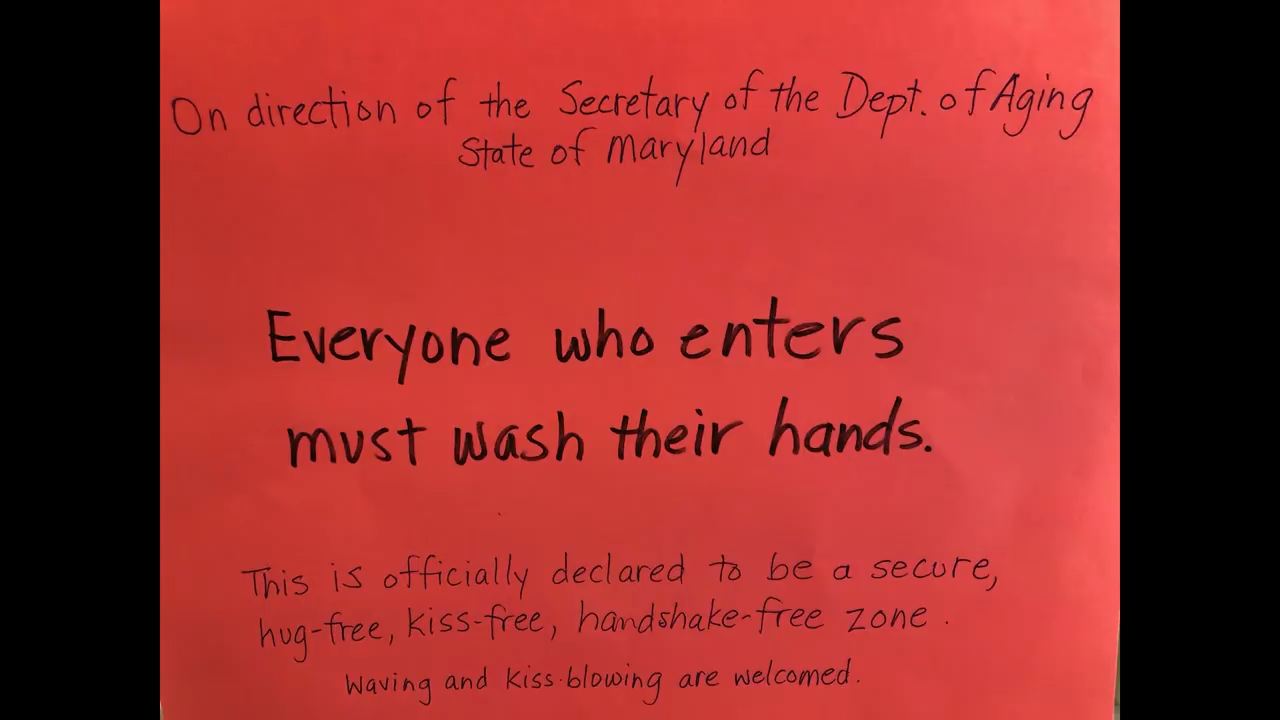 On direction of the Secretary of the Dept. of Aging
State of Maryland
Everyone who enters
must wash their hands.
This is officially declared to be a secure,
hug-free, kiss-free, handshake-free zone.
Waving and kiss-blowing are welcomed.